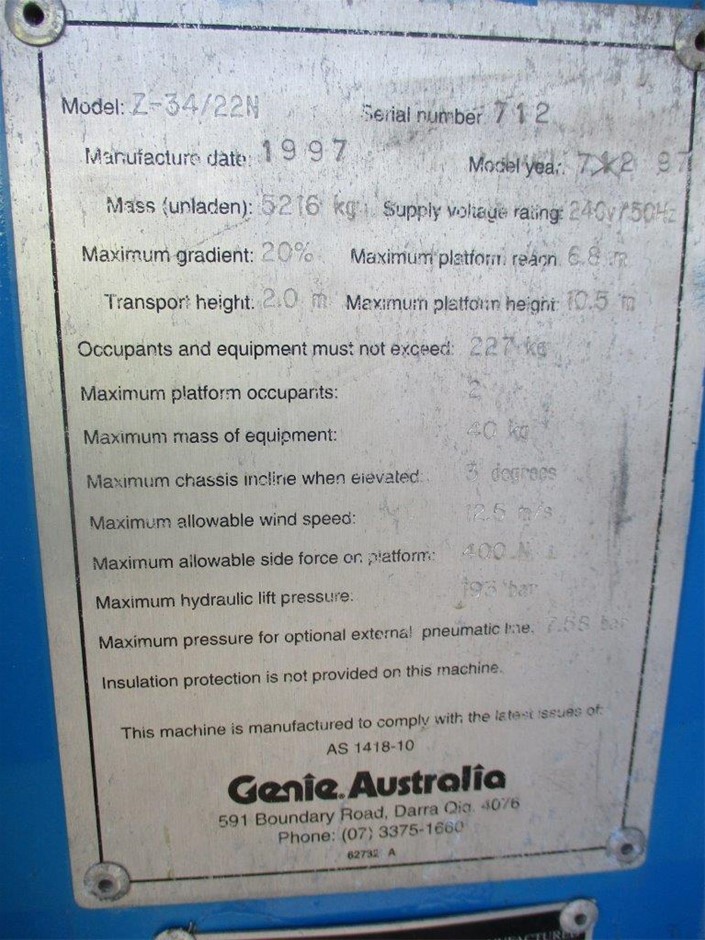 Model: Z-34/22N Serial number 712
Manufacture date: 1997 Model year: 712 97
Mass (unladen): 5216 kg Supply voltage rating: 240v/50Hz
Maximum gradient: 20% Maximum platform reach 6.8 m
Transport height: 2.0 m Maximum platform height: 10.5 m
Occupants and equipment must not exceed: 227 kg
Maximum platform occupants: 2
Maximum mass of equipment: 40 kg
Maximum chassis incline when elevated: degrees
Maximum allowable wind speed: 12.5 m/s
Maximum allowable side force on platform: 400 N
Maximum hydraulic lift pressure: bar
Maximum pressure for optional external pneumatic line. bar
Insulation protection is not provided on this machine.
This machine is manufactured to comply with the latest issues of:
AS 1418-10
Genie Australia
591 Boundary Road, Darra Qld. 4076
Phone: (07) 3375-1660
62732 A
MANUFACTURED